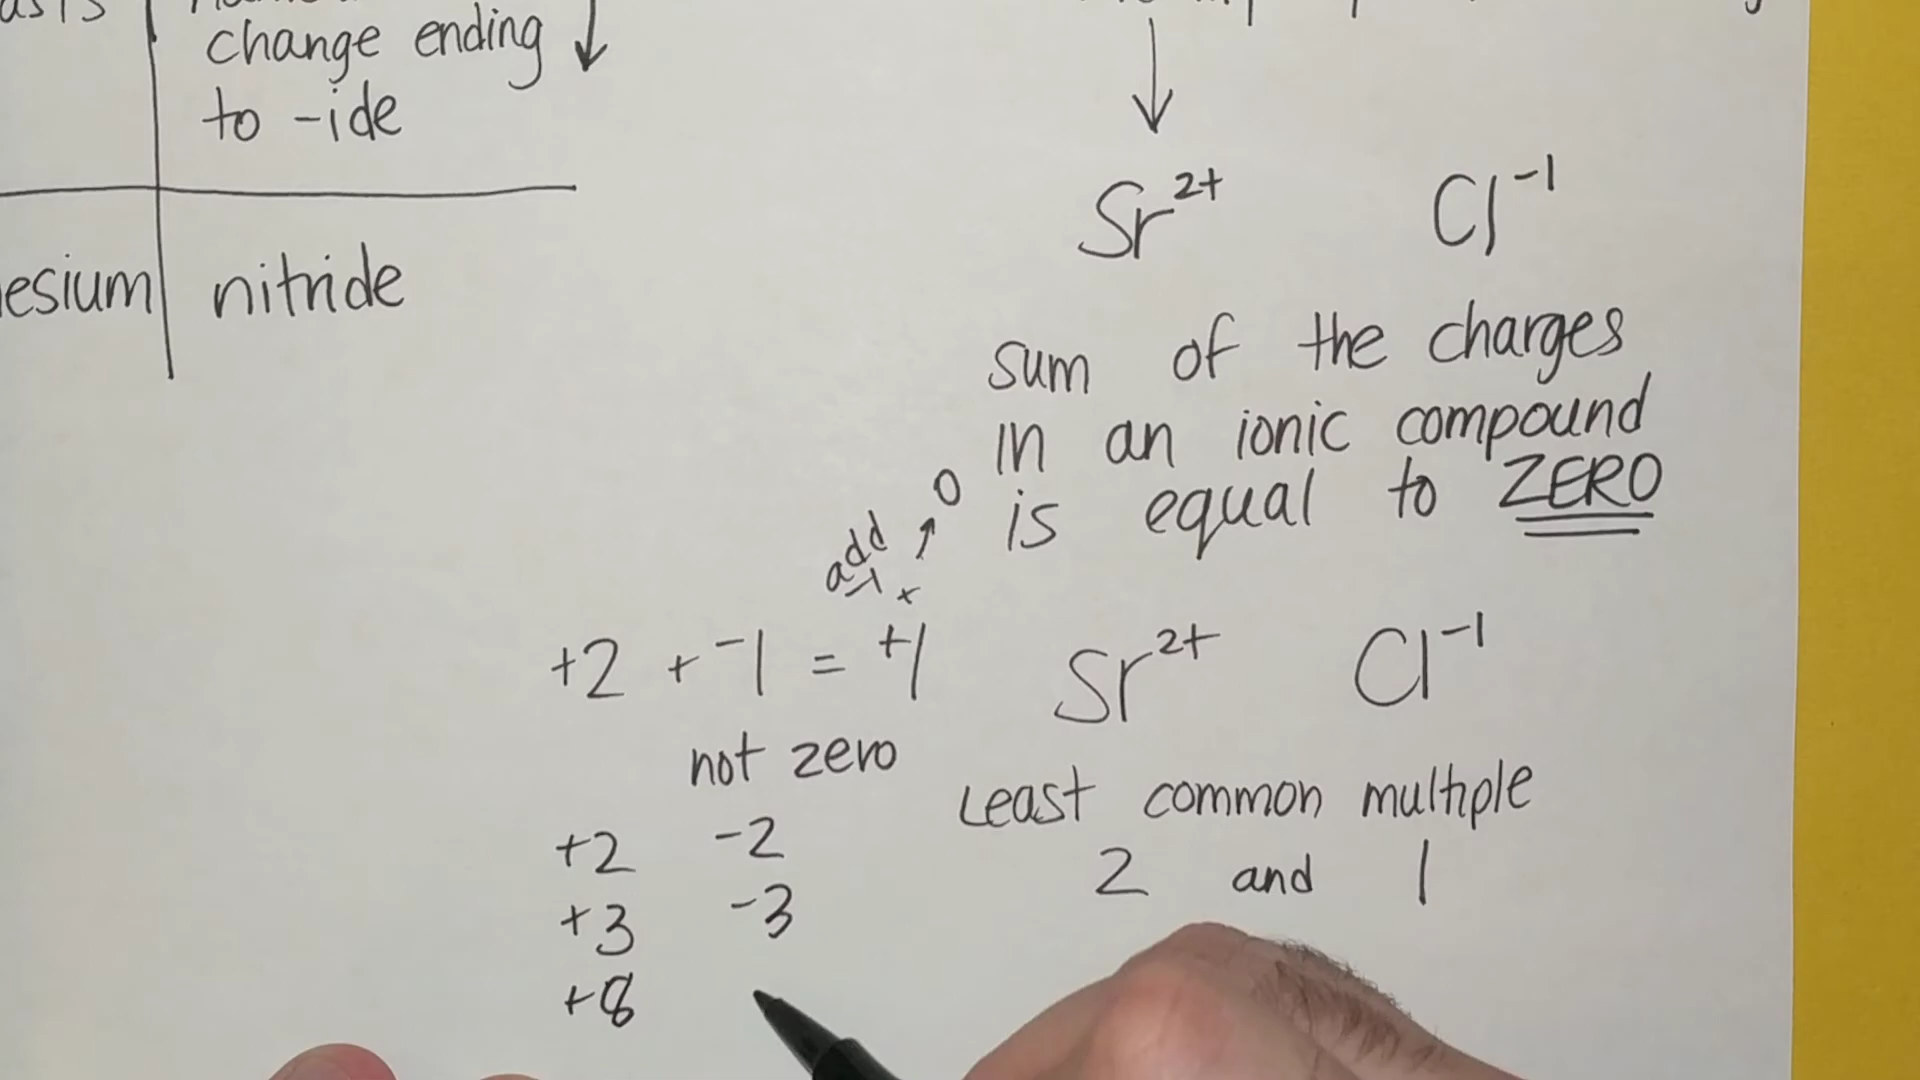 change ending ↓
to -ide
esium nitride
↓
Sr²⁺ Cl⁻¹
sum of the charges
in an ionic compound
is equal to ZERO
add -1 → 0
+2 + -1 = +1
not zero
Sr²⁺ Cl⁻¹
Least common multiple
2 and 1
+2 -2
+3 -3
+8